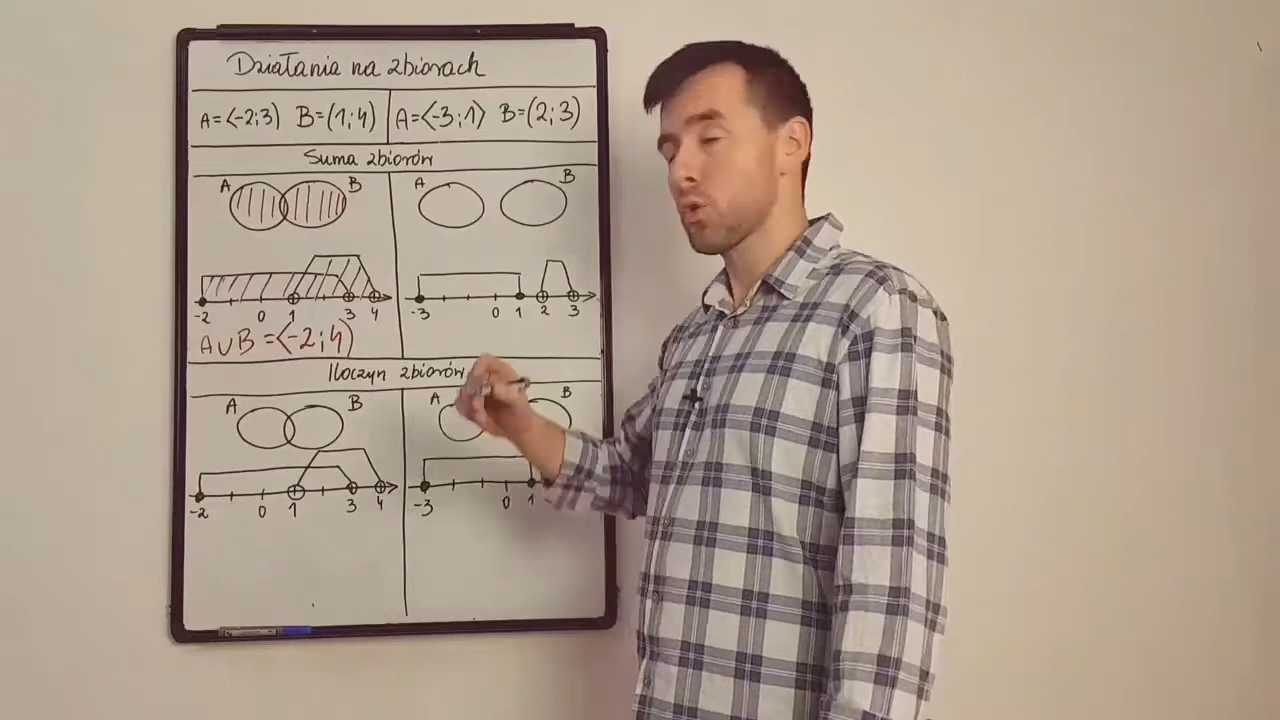 Działania na zbiorach
A=⟨-2;3) B=(1;4) A=⟨-3;1⟩ B=(2;3)
Suma zbiorów
A B A B
-2 0 1 3 4 -3 0 1 2 3
A∪B=⟨-2;4)
Iloczyn zbiorów
A B A B
-2 0 1 3 4 -3 0 1